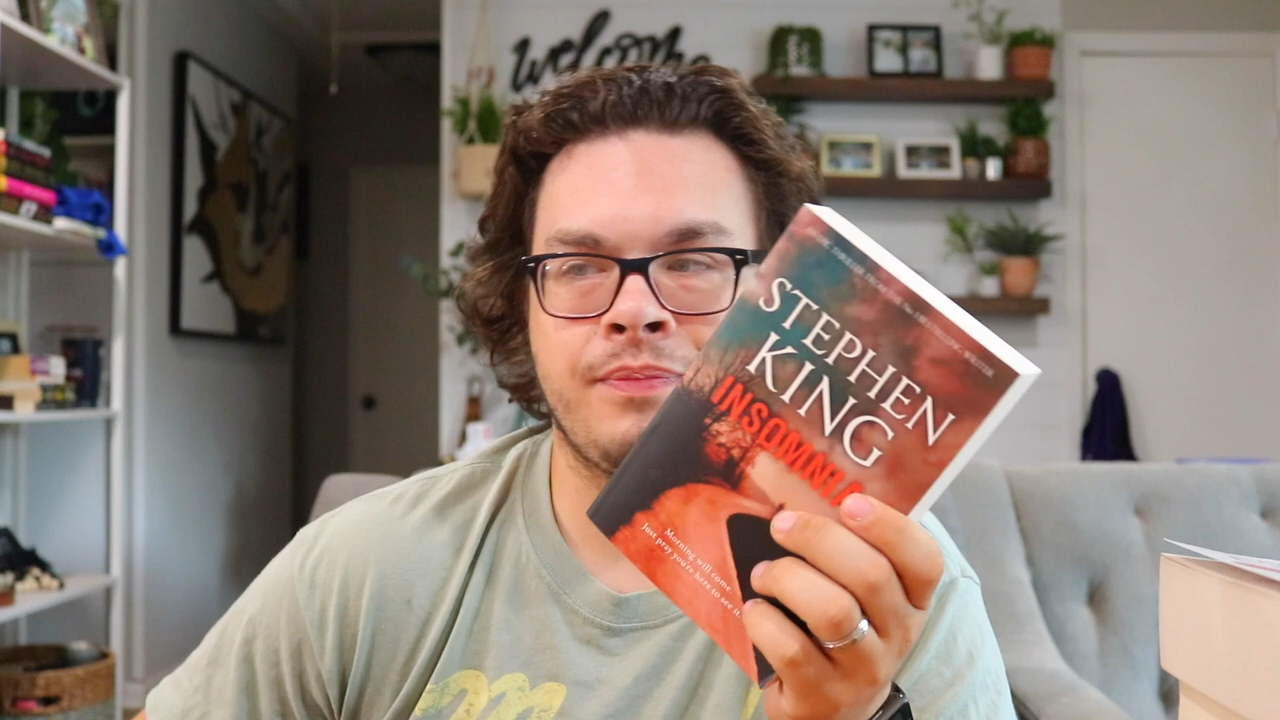 welcome
STEPHEN
KING
INSOMNIA
Morning will come.
Just pray you're here to see it.